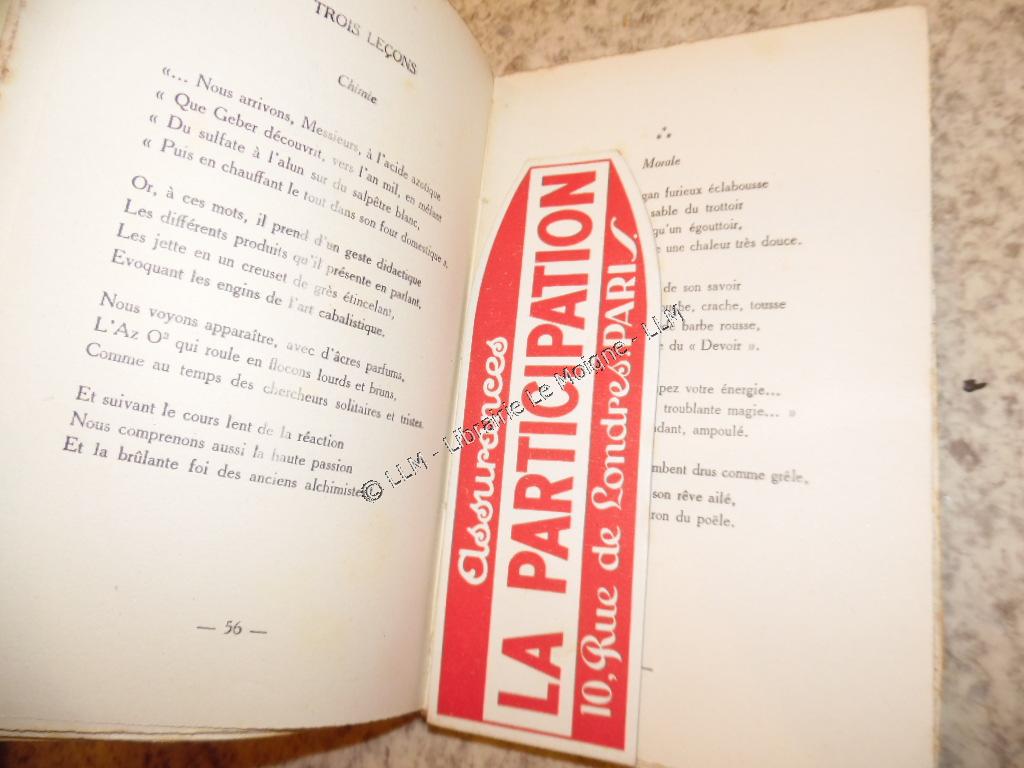 TROIS LEÇONS
Chimie
«... Nous arrivons, Messieurs, à l'acide azotique
« Que Geber découvrit, vers l'an mil, en mêlant
« Du sulfate à l'alun sur du salpêtre blanc,
« Puis en chauffant le tout dans son four domestique ».
Or, à ces mots, il prend d'un geste didactique
Les différents produits qu'il présente en parlant,
Les jette en un creuset de grès étincelant,
Evoquant les engins de l'art cabalistique.
Nous voyons apparaître, avec d'âcres parfums,
L'Az O² qui roule en flocons lourds et bruns,
Comme au temps des chercheurs solitaires et tristes.
Et suivant le cours lent de la réaction
Nous comprenons aussi la haute passion
Et la brûlante foi des anciens alchimistes
— 56 —
Assurances
LA PARTICIPATION
10, Rue de Londres. PARIS.
Morale
gan furieux éclabousse
sable du trottoir
qu'un égouttoir,
e une chaleur très douce.
de son savoir
che, crache, tousse
e barbe rousse,
e du « Devoir ».
pez votre énergie...
troublante magie... »
dant, ampoulé.
mbent drus comme grêle,
son rêve ailé,
ron du poêle.
© LLM - Librairie Le Moigne - LLM